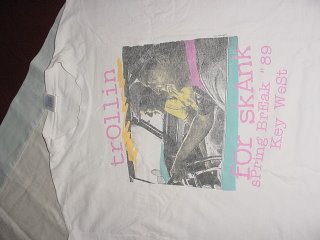 trOllin
fOr skAnk
sPring BrEak "89
Key WeSt